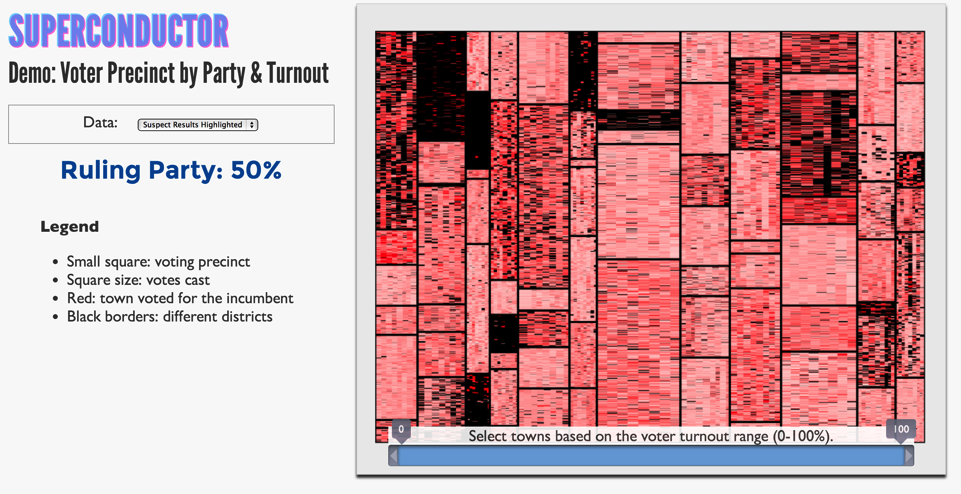 SUPERCONDUCTOR
Demo: Voter Precinct by Party & Turnout
Data: Suspect Results Highlighted
Ruling Party: 50%
Legend
• Small square: voting precinct
• Square size: votes cast
• Red: town voted for the incumbent
• Black borders: different districts
0
100
Select towns based on the voter turnout range (0-100%).